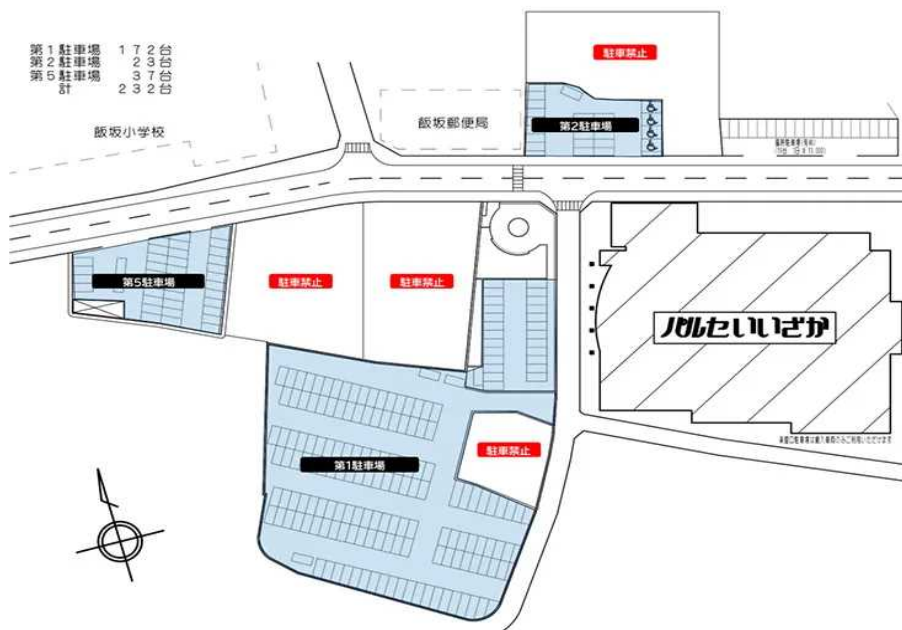 第1駐車場 172台
第2駐車場 23台
第5駐車場 37台
計 232台
駐車禁止
飯坂小学校
飯坂郵便局
第2駐車場
第5駐車場
駐車禁止
駐車禁止
パルセいいざか
駐車禁止
第1駐車場